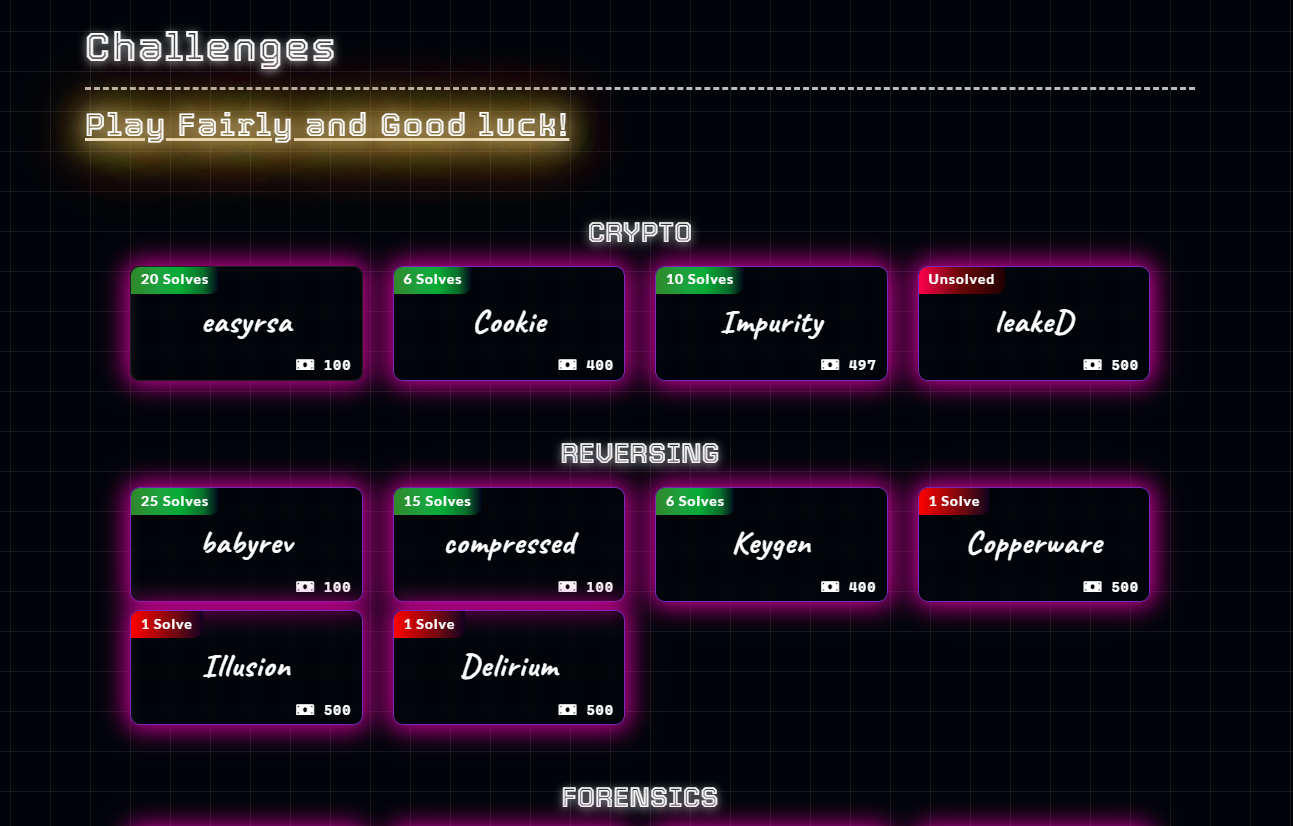 Challenges
Play Fairly and Good luck!
CRYPTO
20 Solves
easyrsa
100
6 Solves
Cookie
400
10 Solves
Impurity
497
Unsolved
leakeD
500
REVERSING
25 Solves
babyrev
100
15 Solves
compressed
100
6 Solves
Keygen
400
1 Solve
Copperware
500
1 Solve
Illusion
500
1 Solve
Delirium
500
FORENSICS